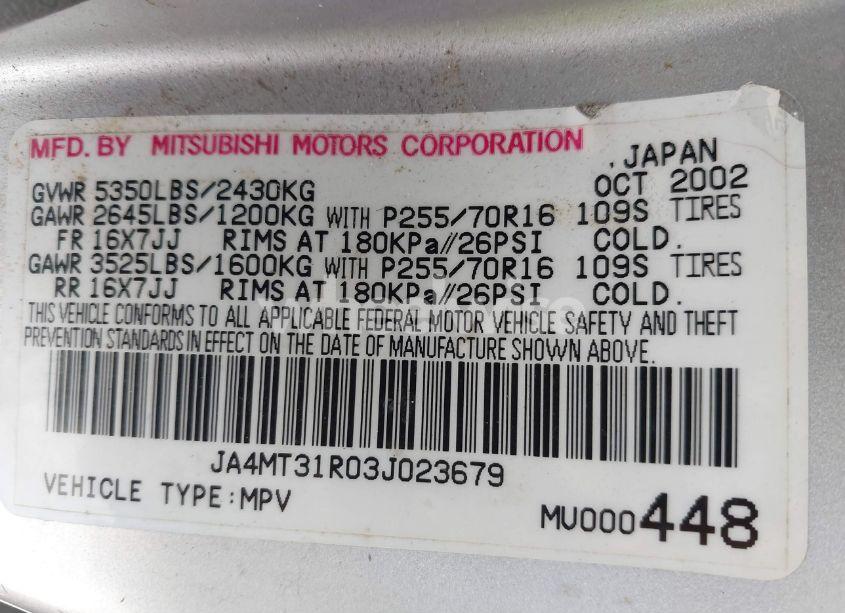 MFD. BY MITSUBISHI MOTORS CORPORATION , JAPAN
GVWR 5350LBS/2430KG OCT 2002
GAWR 2645LBS/1200KG WITH P255/70R16 109S TIRES
FR 16X7JJ RIMS AT 180KPa//26PSI COLD.
GAWR 3525LBS/1600KG WITH P255/70R16 109S TIRES
RR 16X7JJ RIMS AT 180KPa//26PSI COLD.
THIS VEHICLE CONFORMS TO ALL APPLICABLE FEDERAL MOTOR VEHICLE SAFETY AND THEFT
PREVENTION STANDARDS IN EFFECT ON THE DATE OF MANUFACTURE SHOWN ABOVE.
JA4MT31R03J023679
VEHICLE TYPE:MPV
MU000448